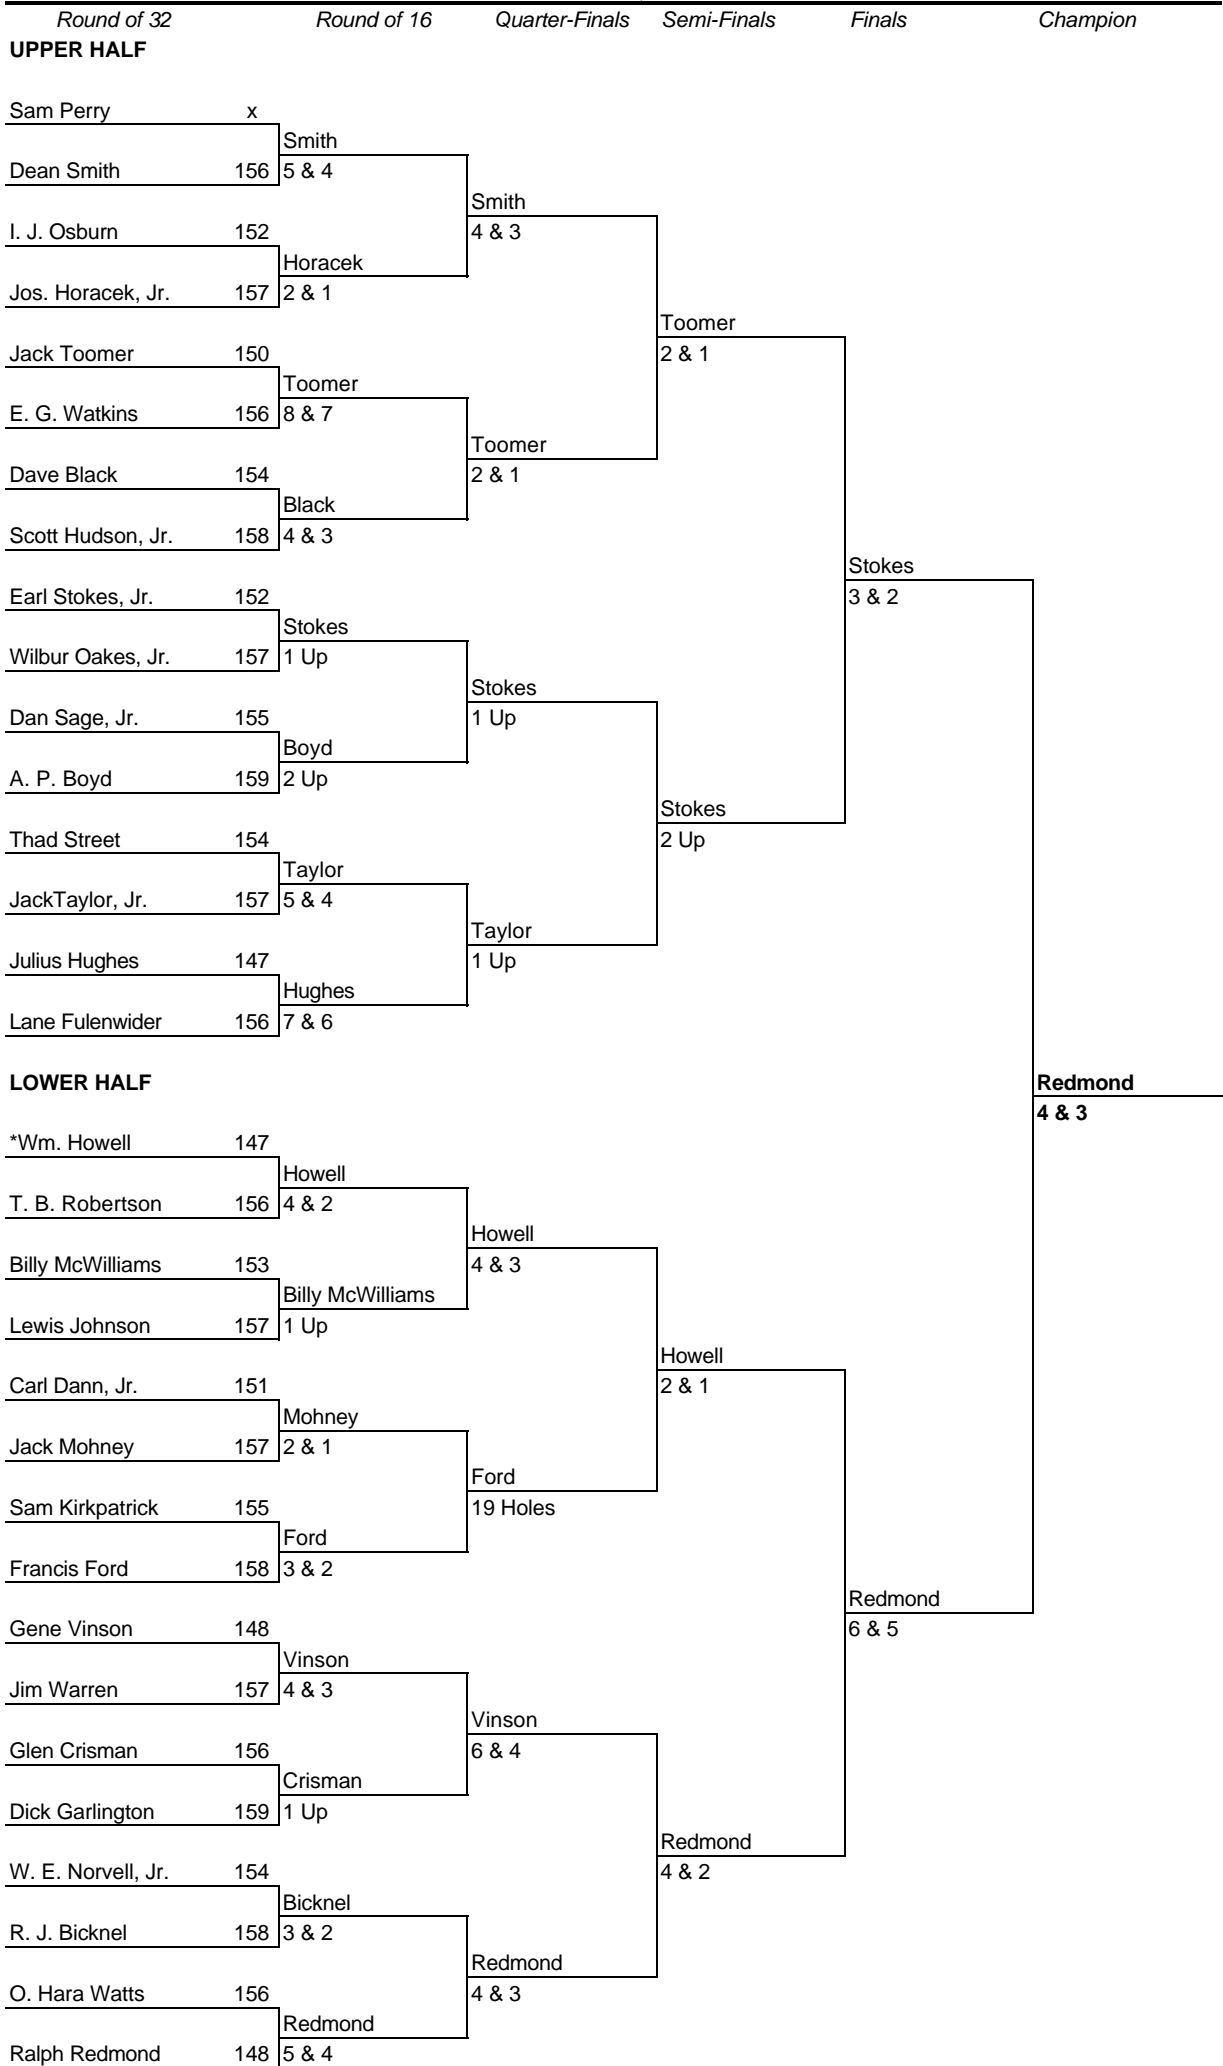 Round of 32 Round of 16 Quarter-Finals Semi-Finals Finals Champion
UPPER HALF
Sam Perry x
Smith
Dean Smith 156 5 & 4
Smith
I. J. Osburn 152 4 & 3
Horacek
Jos. Horacek, Jr. 157 2 & 1
Toomer
Jack Toomer 150 2 & 1
Toomer
E. G. Watkins 156 8 & 7
Toomer
Dave Black 154 2 & 1
Black
Scott Hudson, Jr. 158 4 & 3
Stokes
Earl Stokes, Jr. 152 3 & 2
Stokes
Wilbur Oakes, Jr. 157 1 Up
Stokes
Dan Sage, Jr. 155 1 Up
Boyd
A. P. Boyd 159 2 Up
Stokes
Thad Street 154 2 Up
Taylor
JackTaylor, Jr. 157 5 & 4
Taylor
Julius Hughes 147 1 Up
Hughes
Lane Fulenwider 156 7 & 6
LOWER HALF Redmond
4 & 3
*Wm. Howell 147
Howell
T. B. Robertson 156 4 & 2
Howell
Billy McWilliams 153 4 & 3
Billy McWilliams
Lewis Johnson 157 1 Up
Howell
Carl Dann, Jr. 151 2 & 1
Mohney
Jack Mohney 157 2 & 1
Ford
Sam Kirkpatrick 155 19 Holes
Ford
Francis Ford 158 3 & 2
Redmond
Gene Vinson 148 6 & 5
Vinson
Jim Warren 157 4 & 3
Vinson
Glen Crisman 156 6 & 4
Crisman
Dick Garlington 159 1 Up
Redmond
W. E. Norvell, Jr. 154 4 & 2
Bicknel
R. J. Bicknel 158 3 & 2
Redmond
O. Hara Watts 156 4 & 3
Redmond
Ralph Redmond 148 5 & 4